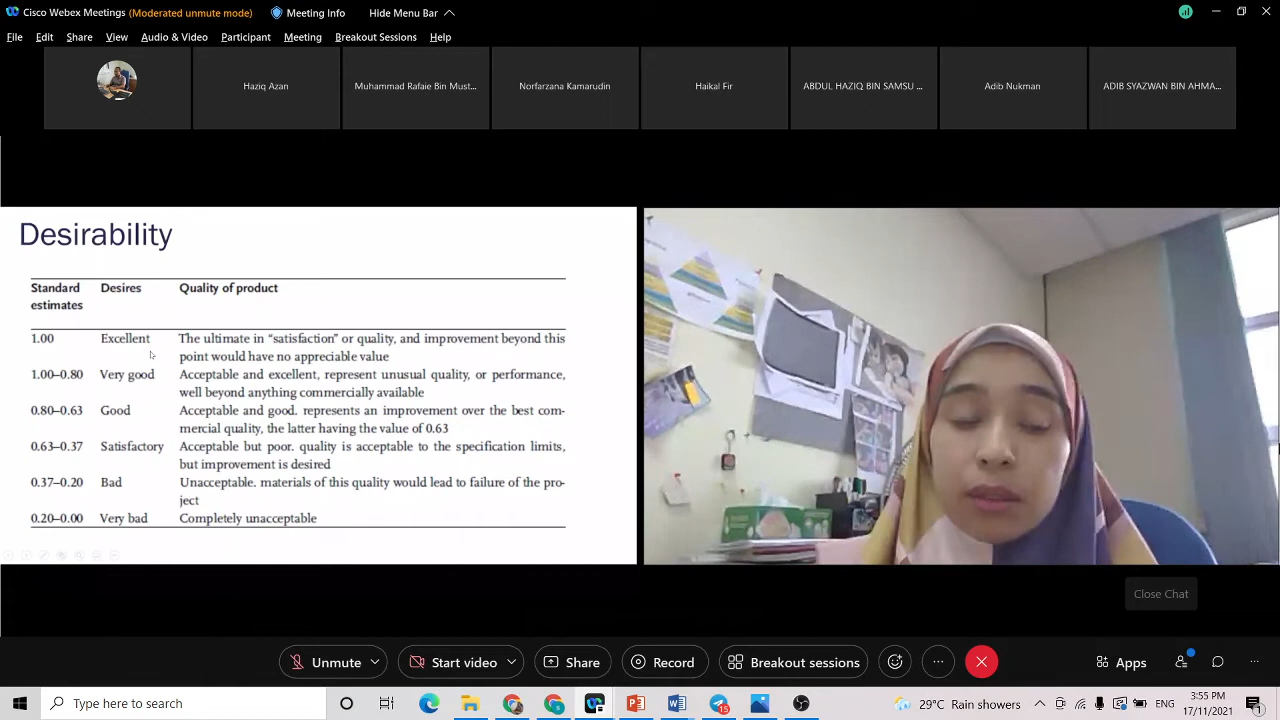 Cisco Webex Meetings (Moderated unmute mode) Meeting Info Hide Menu Bar
File Edit Share View Audio & Video Participant Meeting Breakout Sessions Help
Haziq Azan Muhammad Rafaie Bin Must... Norfarzana Kamarudin Haikal Fir ABDUL HAZIQ BIN SAMSU ... Adib Nukman ADIB SYAZWAN BIN AHMA...
Desirability
Standard Desires Quality of product
estimates
1.00 Excellent The ultimate in “satisfaction” or quality, and improvement beyond this
point would have no appreciable value
1.00–0.80 Very good Acceptable and excellent, represent unusual quality, or performance,
well beyond anything commercially available
0.80–0.63 Good Acceptable and good. represents an improvement over the best com-
mercial quality, the latter having the value of 0.63
0.63–0.37 Satisfactory Acceptable but poor. quality is acceptable to the specification limits,
but improvement is desired
0.37–0.20 Bad Unacceptable. materials of this quality would lead to failure of the pro-
ject
0.20–0.00 Very bad Completely unacceptable
Close Chat
Unmute Start video Share Record Breakout sessions Apps
Type here to search 15 29°C Rain showers 3:55 PM
17/11/2021 1